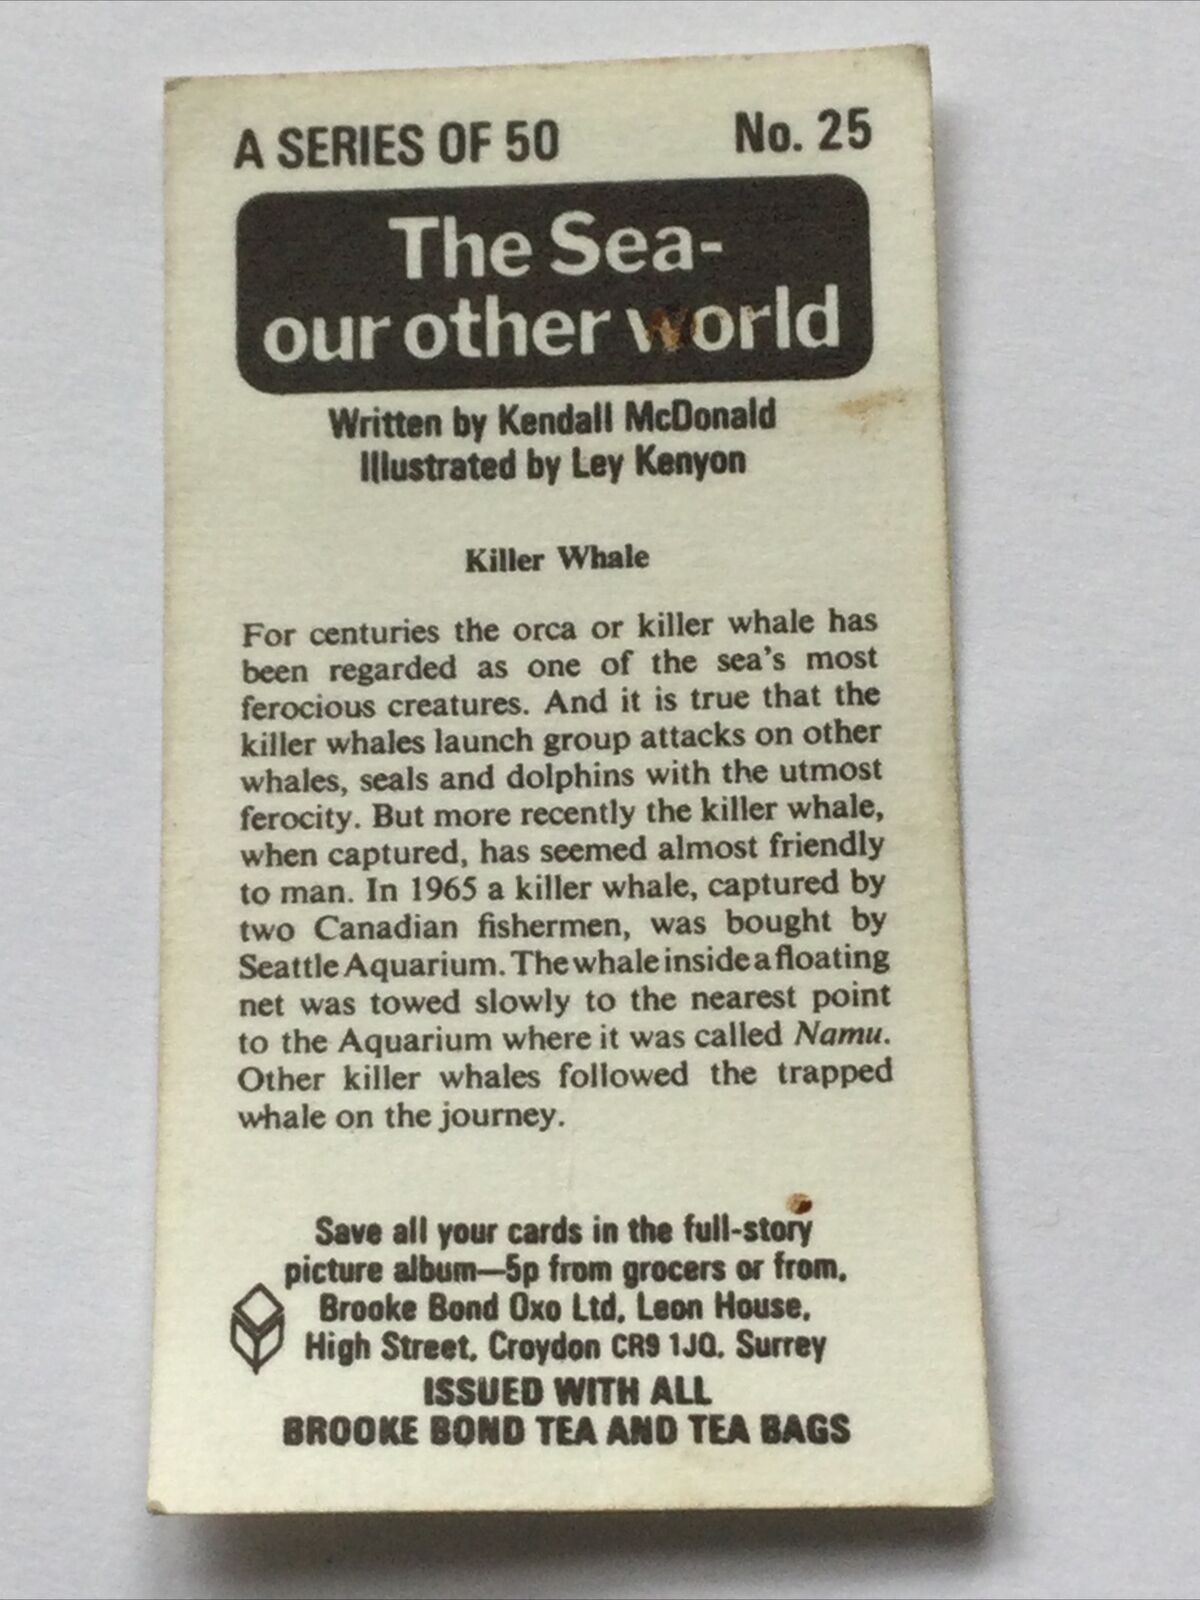 A SERIES OF 50 No. 25
The Sea-
our other world
Written by Kendall McDonald
Illustrated by Ley Kenyon
Killer Whale
For centuries the orca or killer whale has
been regarded as one of the sea's most
ferocious creatures. And it is true that the
killer whales launch group attacks on other
whales, seals and dolphins with the utmost
ferocity. But more recently the killer whale,
when captured, has seemed almost friendly
to man. In 1965 a killer whale, captured by
two Canadian fishermen, was bought by
Seattle Aquarium. The whale inside a floating
net was towed slowly to the nearest point
to the Aquarium where it was called Namu.
Other killer whales followed the trapped
whale on the journey.
Save all your cards in the full-story
picture album—5p from grocers or from,
Brooke Bond Oxo Ltd, Leon House,
High Street, Croydon CR9 1JQ. Surrey
ISSUED WITH ALL
BROOKE BOND TEA AND TEA BAGS